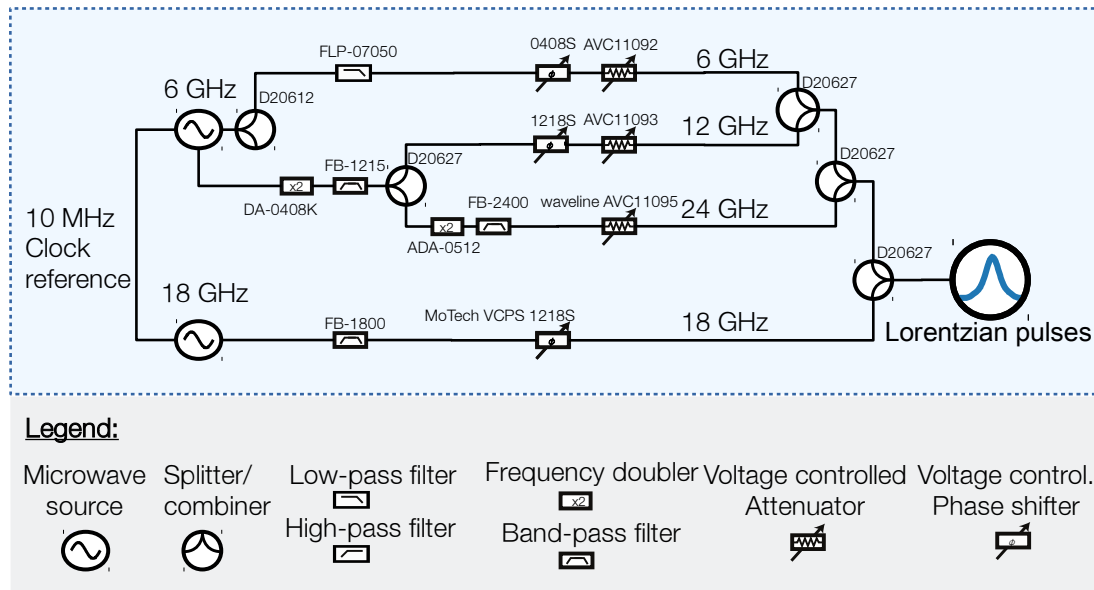 FLP-07050
0408S
AVC11092
6 GHz
6 GHz
D20612
D20627
1218S
AVC11093
12 GHz
FB-1215
D20627
D20627
x2
DA-0408K
FB-2400
waveline AVC11095
24 GHz
10 MHz
Clock
reference
x2
ADA-0512
D20627
18 GHz
FB-1800
MoTech VCPS 1218S
18 GHz
Lorentzian pulses
Legend:
Microwave
source
Splitter/
combiner
Low-pass filter
High-pass filter
Frequency doubler
x2
Band-pass filter
Voltage controlled
Attenuator
Voltage control.
Phase shifter